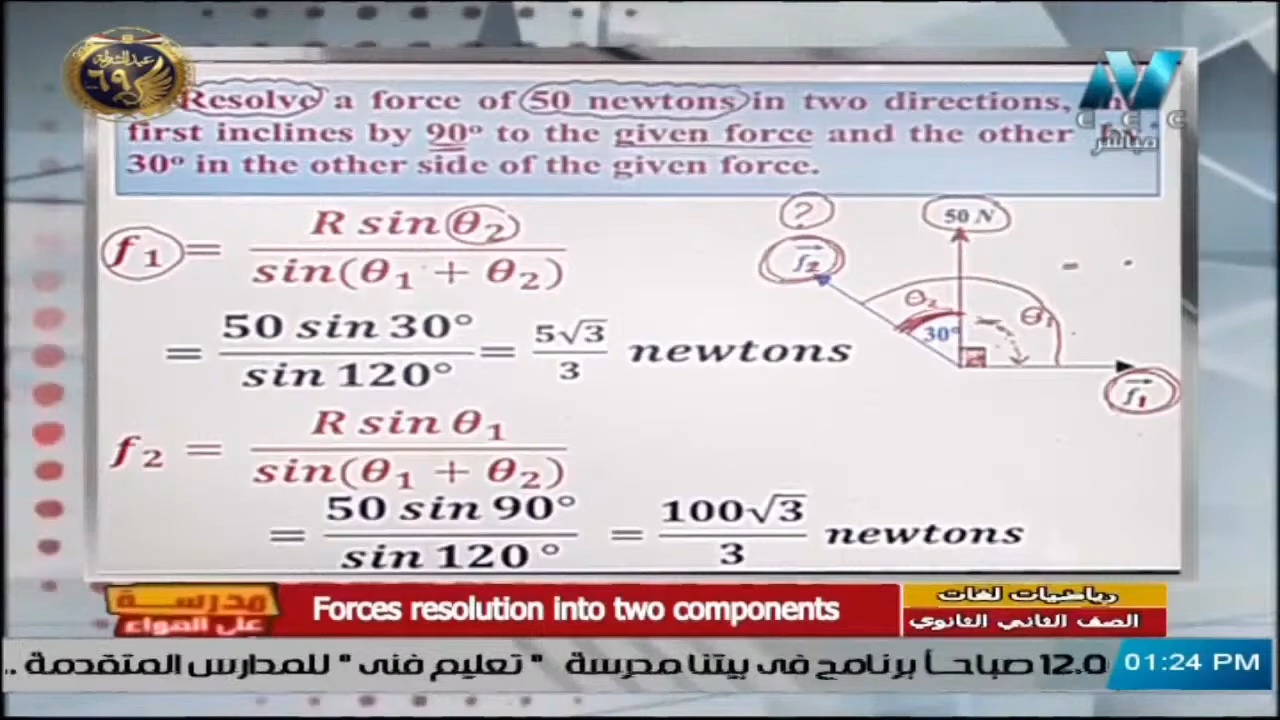 عيد الشرطة
٦٩
Resolve a force of 50 newtons in two directions,
first inclines by 90° to the given force and the other
30° in the other side of the given force.
مباشر
f₁ = R sin θ₂ / sin(θ₁ + θ₂)
= 50 sin 30° / sin 120° = 5√3 / 3 newtons
f₂ = R sin θ₁ / sin(θ₁ + θ₂)
= 50 sin 90° / sin 120° = 100√3 / 3 newtons
?
50 N
f₂
θ₂
θ₁
30°
f₁
مدرسة
على الهواء
Forces resolution into two components
رياضيات لغات
الصف الثاني الثانوي
12.0 صباحاً برنامج فى بيتنا مدرسة " تعليم فنى " للمدارس المتقدمة ..
01:24 PM